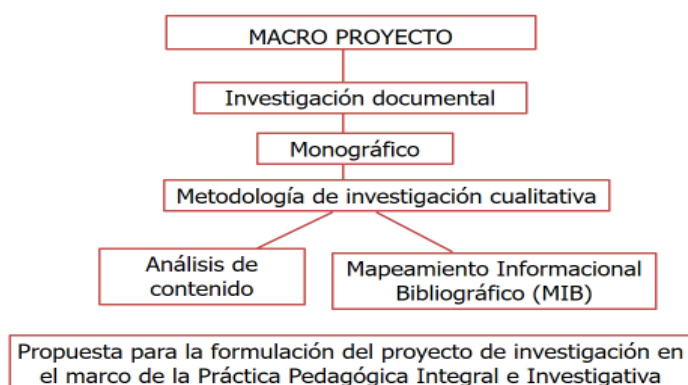 MACRO PROYECTO
Investigación documental
Monográfico
Metodología de investigación cualitativa
Análisis de
contenido
Mapeamiento Informacional
Bibliográfico (MIB)
Propuesta para la formulación del proyecto de investigación en
el marco de la Práctica Pedagógica Integral e Investigativa